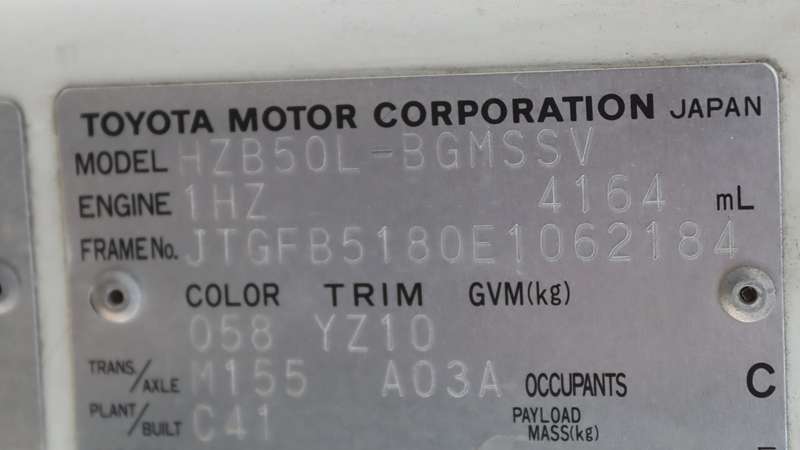 TOYOTA MOTOR CORPORATION JAPAN
MODEL HZB50L-BGMSSV
ENGINE 1HZ 4164 mL
FRAME No. JTGFB5180E1062184
COLOR TRIM GVM(kg)
058 YZ10
TRANS/AXLE M155 A03A OCCUPANTS C
PLANT/BUILT C41 PAYLOAD MASS(kg)